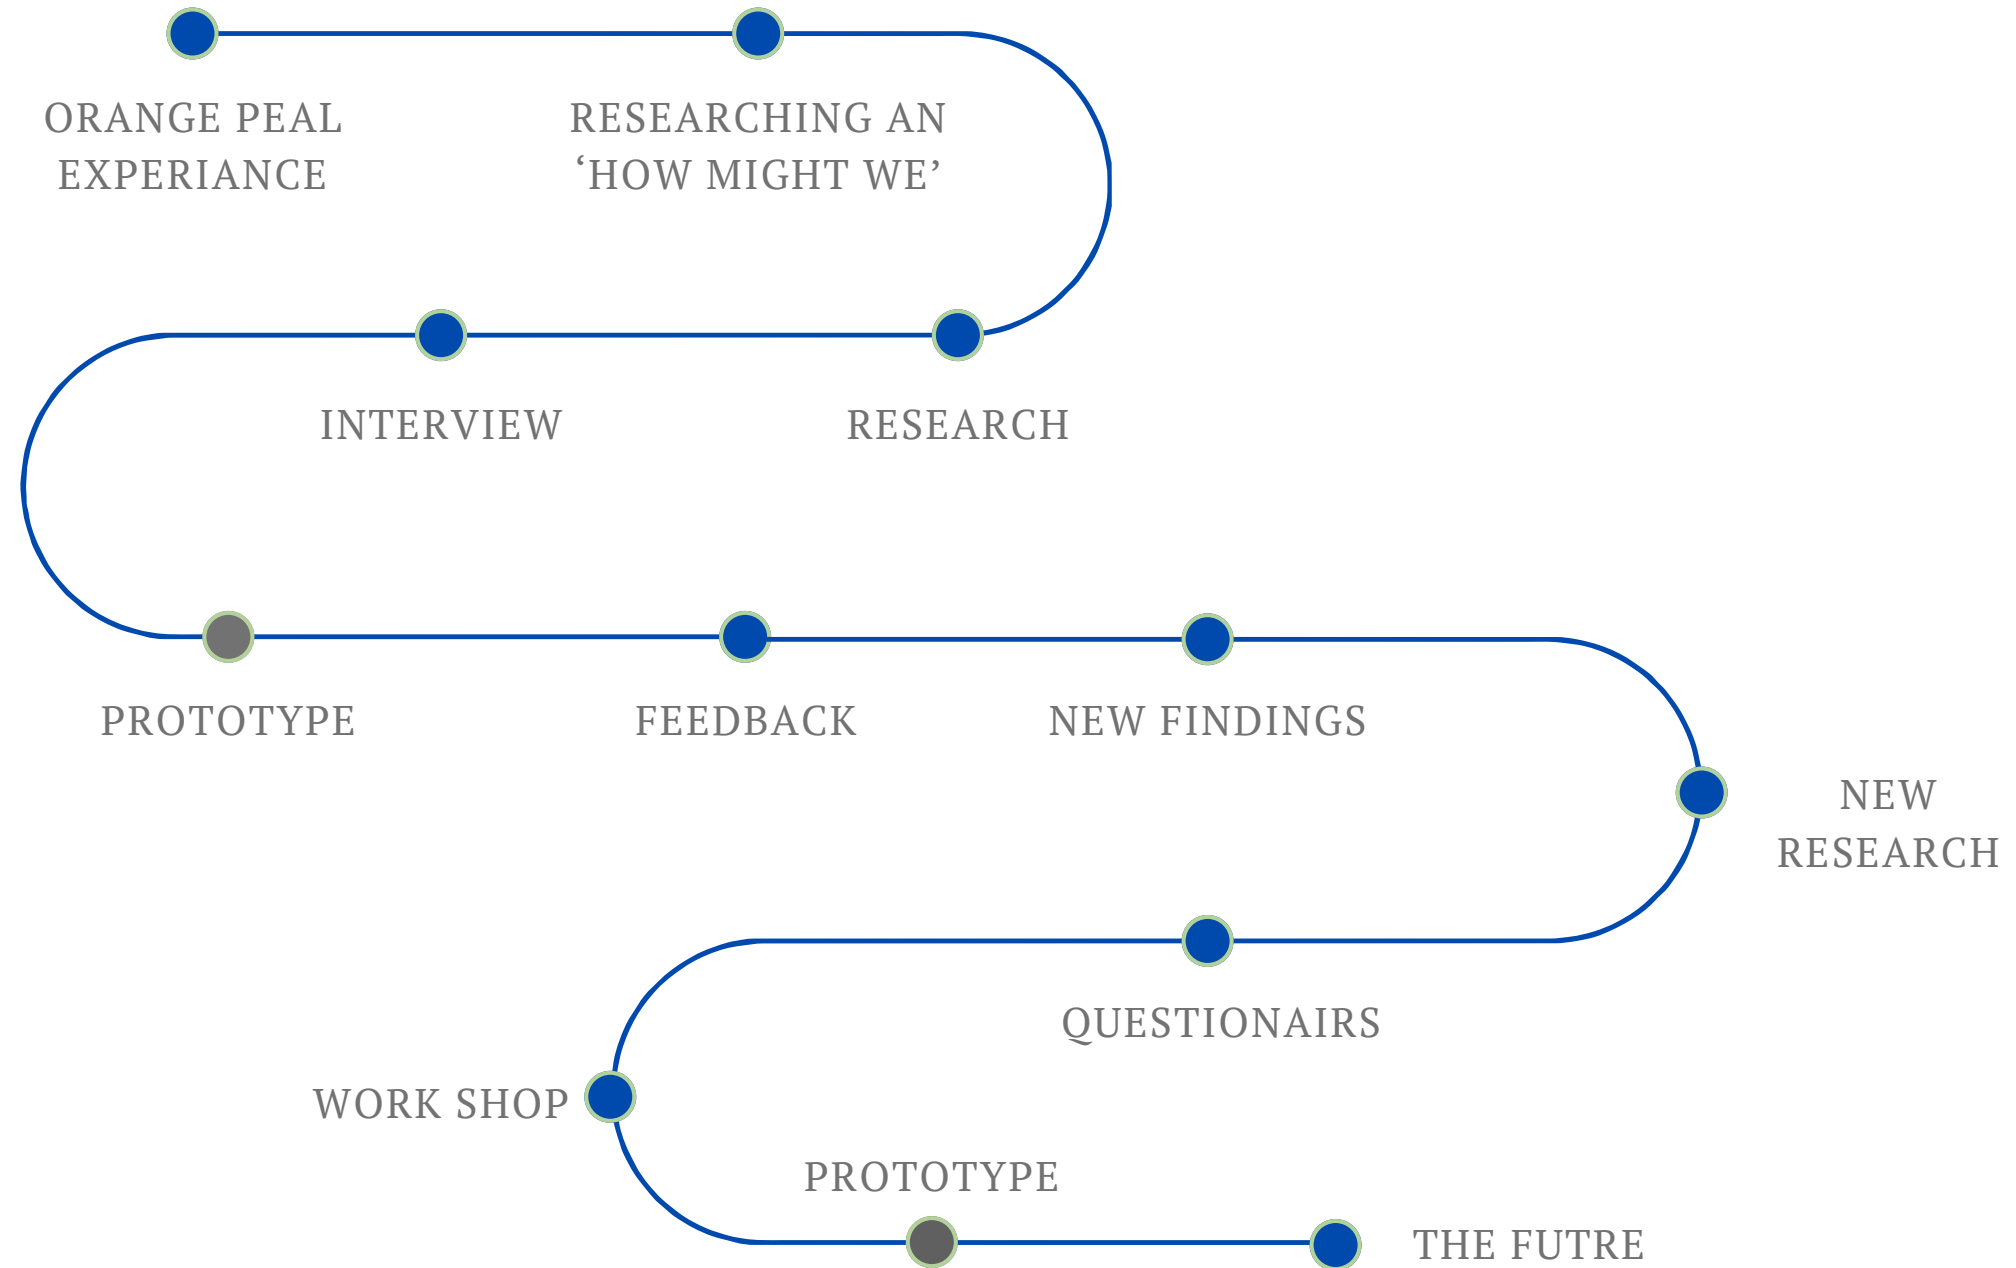 ORANGE PEAL
EXPERIANCE
RESEARCHING AN
‘HOW MIGHT WE’
RESEARCH
INTERVIEW
PROTOTYPE
FEEDBACK
NEW FINDINGS
NEW
RESEARCH
QUESTIONAIRS
WORK SHOP
PROTOTYPE
THE FUTRE